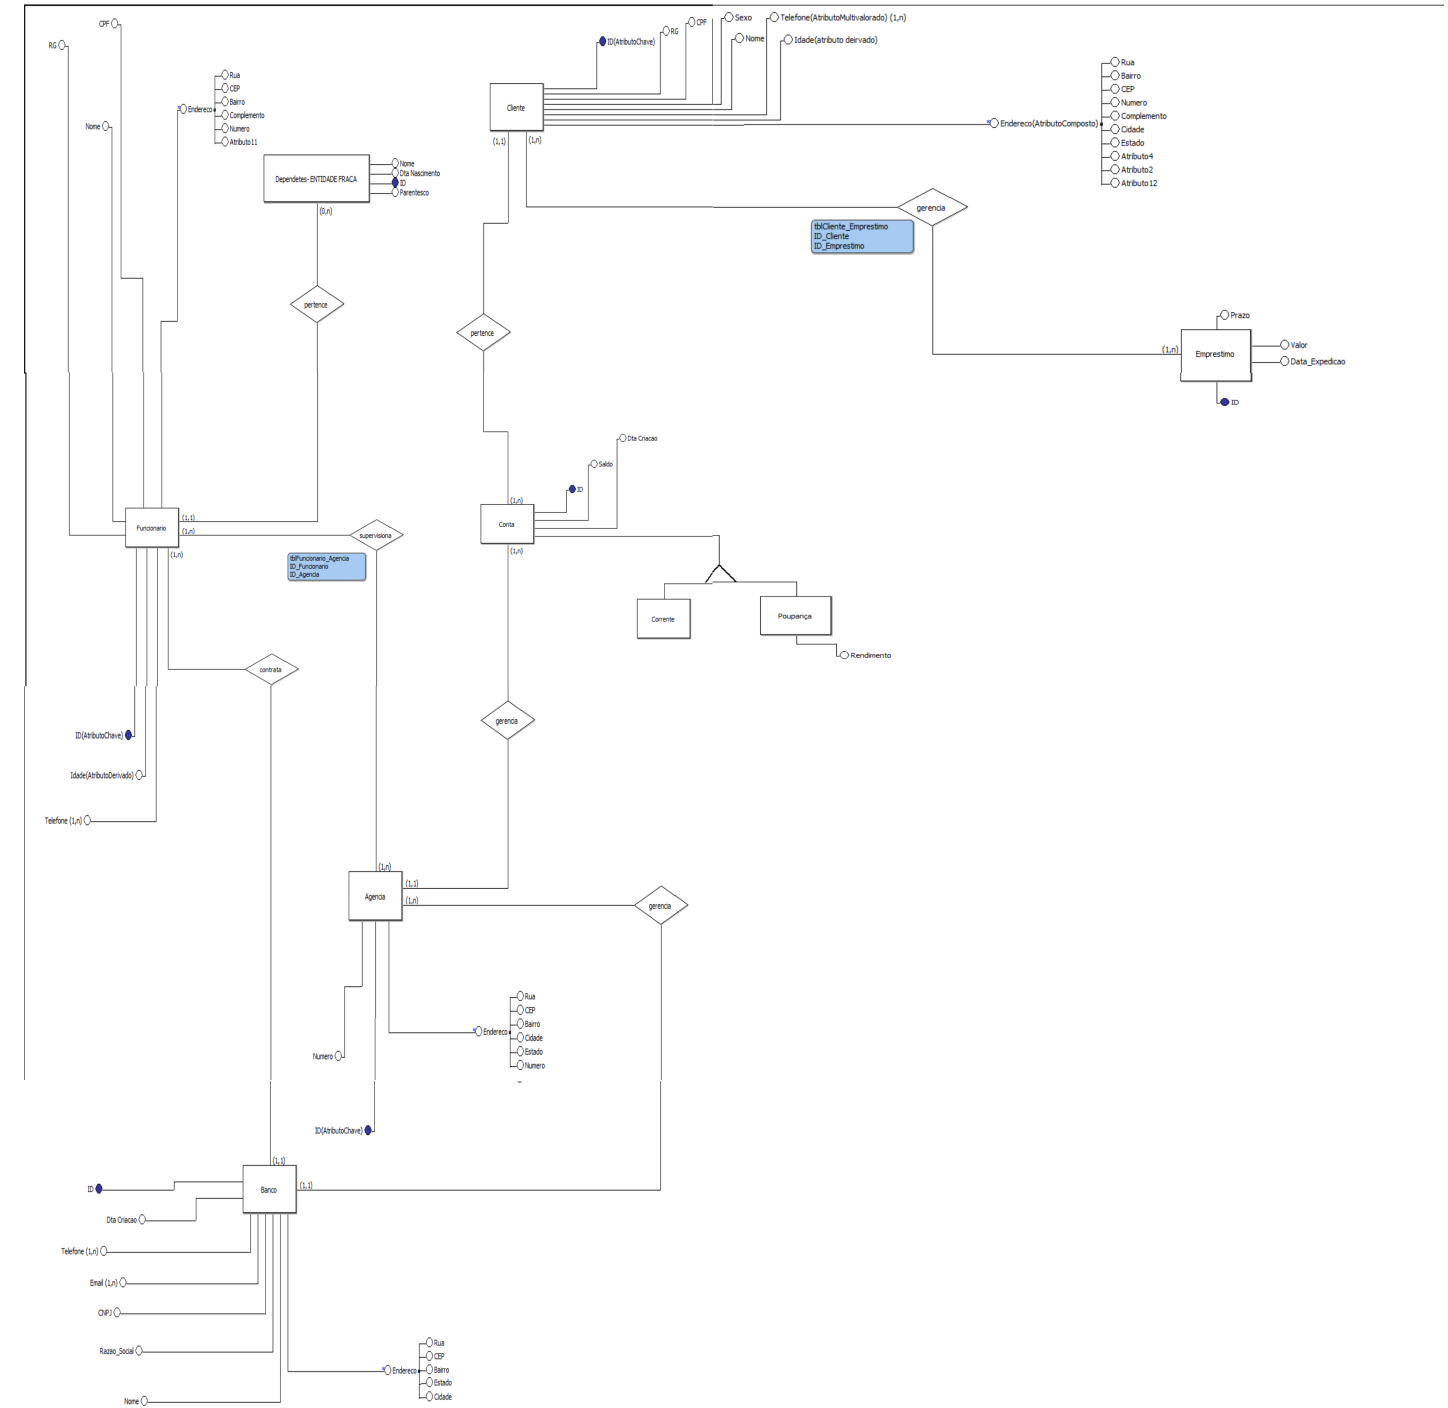 CPF
RG
Nome
Endereco
Rua
CEP
Bairro
Complemento
Numero
Atributo11
Dependetes- ENTIDADE FRACA
Nome
Dta Nascimento
ID
Parentesco
(0,n)
pertence
ID(AtributoChave)
RG
CPF
Sexo
Nome
Telefone(AtributoMultivalorado) (1,n)
Idade(atributo deirvado)
Cliente
(1,1)
(1,n)
Endereco(AtributoComposto)
Rua
Bairro
CEP
Numero
Complemento
Cidade
Estado
Atributo4
Atributo2
Atributo12
gerencia
tblCliente_Emprestimo
ID_Cliente
ID_Emprestimo
pertence
Prazo
(1,n)
Emprestimo
Valor
Data_Expedicao
ID
Dta Criacao
Saldo
ID
(1,n)
Conta
(1,n)
Corrente
Poupança
Rendimento
Funcionario
(1,1)
(1,n)
(1,n)
supervisiona
tblFuncionario_Agencia
ID_Funcionario
ID_Agencia
contrata
gerencia
ID(AtributoChave)
Idade(AtributoDerivado)
Telefone (1,n)
(1,n)
Agencia
(1,1)
(1,n)
gerencia
Numero
Endereco
Rua
CEP
Bairro
Cidade
Estado
Numero
ID(AtributoChave)
(1,1)
Banco
(1,1)
ID
Dta Criacao
Telefone (1,n)
Email (1,n)
CNPJ
Razao_Social
Nome
Endereco
Rua
CEP
Bairro
Estado
Cidade